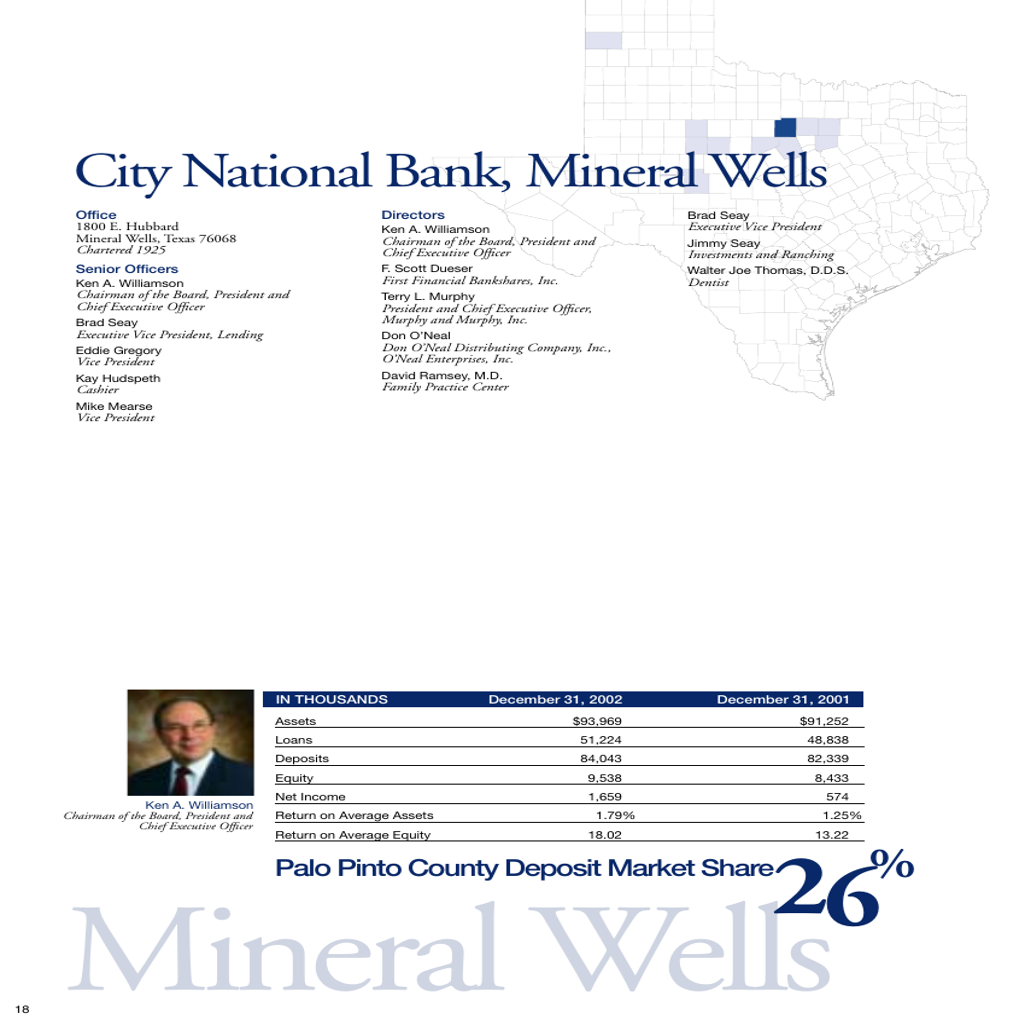 City National Bank, Mineral Wells
Office
1800 E. Hubbard
Mineral Wells, Texas 76068
Chartered 1925
Senior Officers
Ken A. Williamson
Chairman of the Board, President and
Chief Executive Officer
Brad Seay
Executive Vice President, Lending
Eddie Gregory
Vice President
Kay Hudspeth
Cashier
Mike Mearse
Vice President
Directors
Ken A. Williamson
Chairman of the Board, President and
Chief Executive Officer
F. Scott Dueser
First Financial Bankshares, Inc.
Terry L. Murphy
President and Chief Executive Officer,
Murphy and Murphy, Inc.
Don O’Neal
Don O’Neal Distributing Company, Inc.,
O’Neal Enterprises, Inc.
David Ramsey, M.D.
Family Practice Center
Brad Seay
Executive Vice President
Jimmy Seay
Investments and Ranching
Walter Joe Thomas, D.D.S.
Dentist
Ken A. Williamson
Chairman of the Board, President and
Chief Executive Officer
IN THOUSANDS December 31, 2002 December 31, 2001
Assets $93,969 $91,252
Loans 51,224 48,838
Deposits 84,043 82,339
Equity 9,538 8,433
Net Income 1,659 574
Return on Average Assets 1.79% 1.25%
Return on Average Equity 18.02 13.22
Palo Pinto County Deposit Market Share 26%
Mineral Wells
18